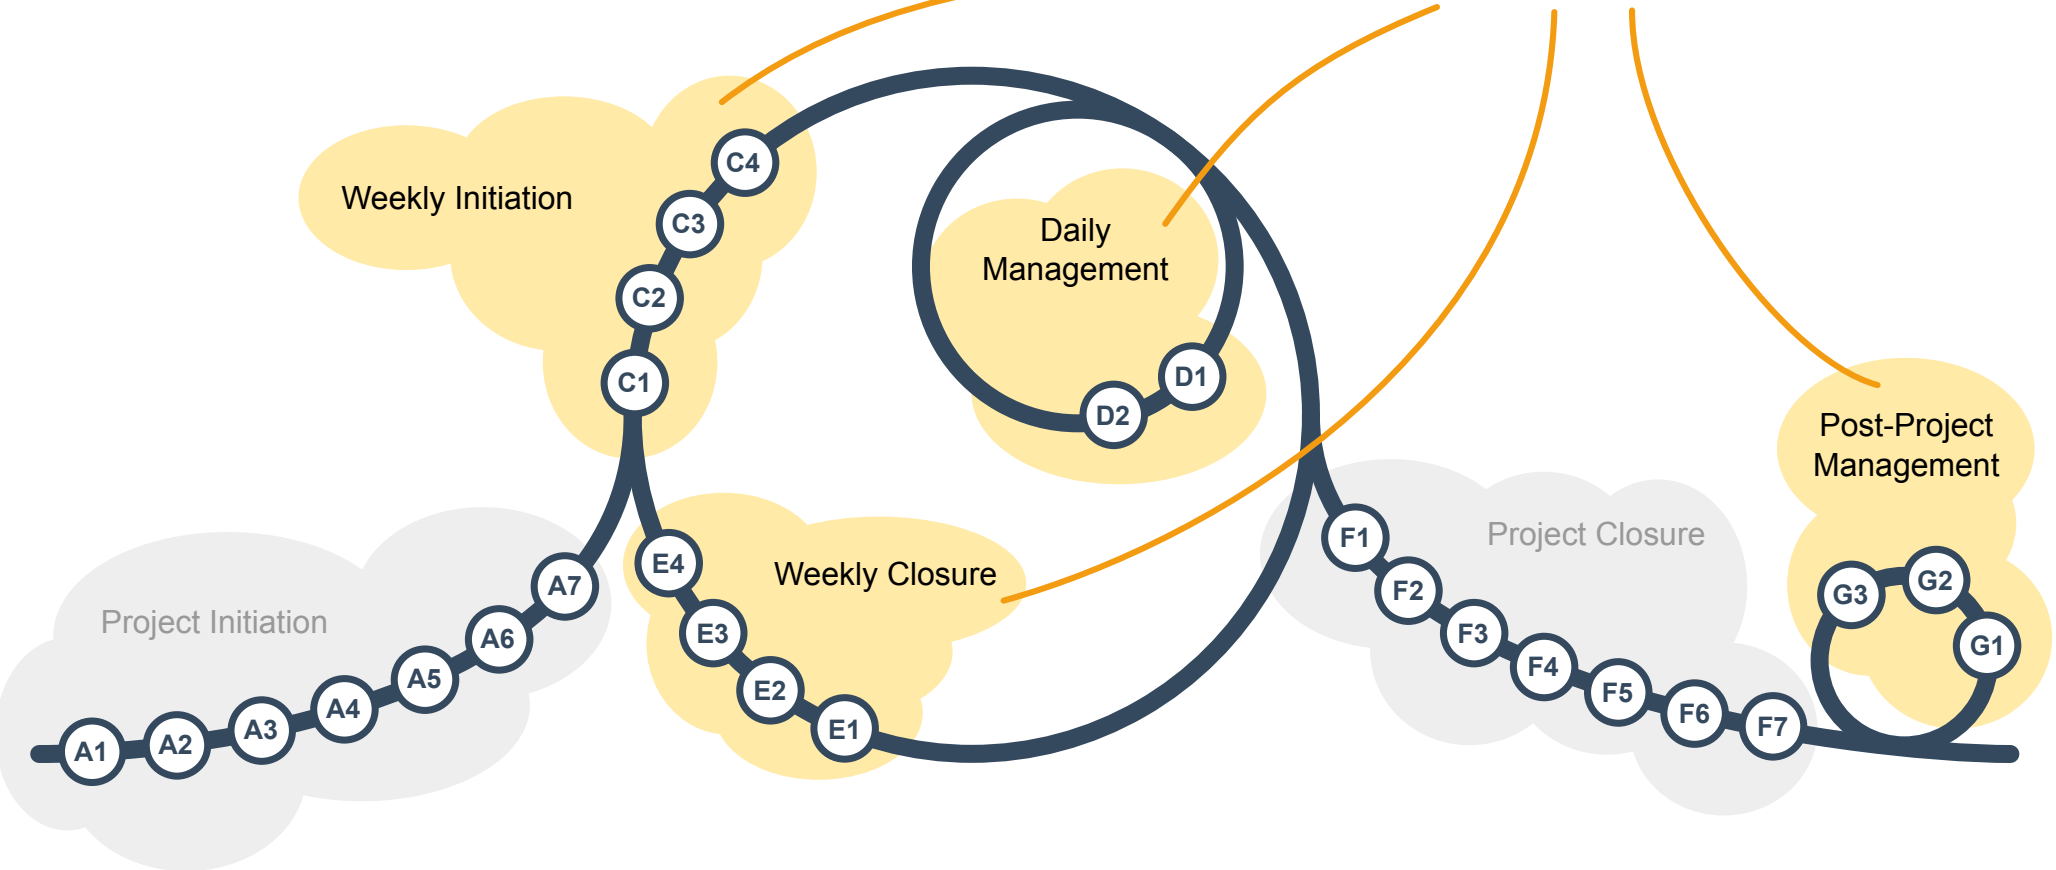 Weekly Initiation
C4
C3
C2
C1
Daily
Management
D1
D2
Project Initiation
A1
A2
A3
A4
A5
A6
A7
Weekly Closure
E4
E3
E2
E1
Project Closure
F1
F2
F3
F4
F5
F6
F7
Post-Project
Management
G3
G2
G1